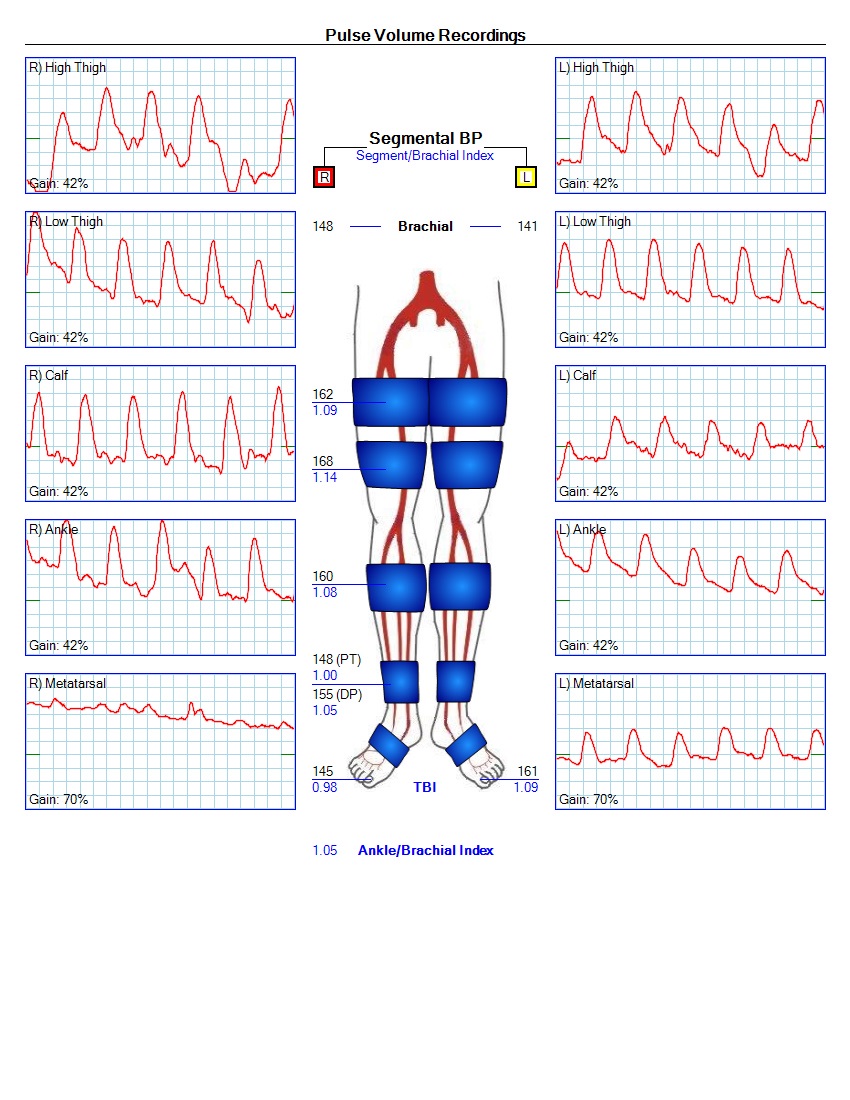 Pulse Volume Recordings
R) High Thigh
Gain: 42%
L) High Thigh
Gain: 42%
Segmental BP
Segment/Brachial Index
R
L
148 Brachial 141
R) Low Thigh
Gain: 42%
L) Low Thigh
Gain: 42%
R) Calf
Gain: 42%
162
1.09
168
1.14
L) Calf
Gain: 42%
R) Ankle
Gain: 42%
160
1.08
L) Ankle
Gain: 42%
148 (PT)
1.00
155 (DP)
1.05
R) Metatarsal
Gain: 70%
L) Metatarsal
Gain: 70%
145 161
0.98 TBI 1.09
1.05 Ankle/Brachial Index